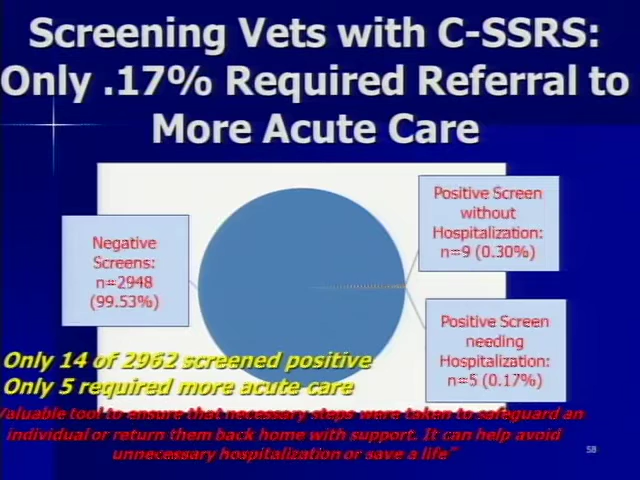 Screening Vets with C-SSRS:
Only .17% Required Referral to
More Acute Care
Negative
Screens:
n=2948
(99.53%)
Positive Screen
without
Hospitalization:
n=9 (0.30%)
Positive Screen
needing
Hospitalization:
n=5 (0.17%)
Only 14 of 2962 screened positive
Only 5 required more acute care
Valuable tool to ensure that necessary steps were taken to safeguard an
individual or return them back home with support. It can help avoid
unnecessary hospitalization or save a life"
58